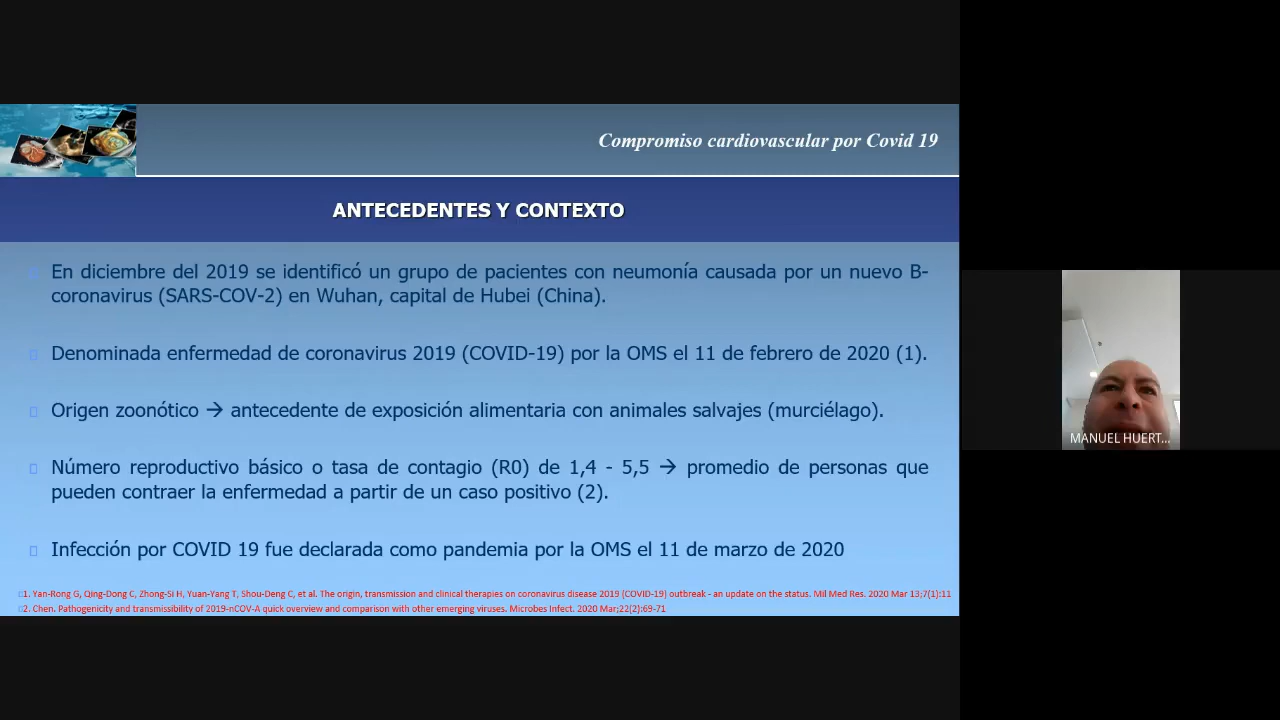 Compromiso cardiovascular por Covid 19
ANTECEDENTES Y CONTEXTO
En diciembre del 2019 se identificó un grupo de pacientes con neumonía causada por un nuevo B-
coronavirus (SARS-COV-2) en Wuhan, capital de Hubei (China).
Denominada enfermedad de coronavirus 2019 (COVID-19) por la OMS el 11 de febrero de 2020 (1).
Origen zoonótico → antecedente de exposición alimentaria con animales salvajes (murciélago).
Número reproductivo básico o tasa de contagio (R0) de 1,4 - 5,5 → promedio de personas que
pueden contraer la enfermedad a partir de un caso positivo (2).
Infección por COVID 19 fue declarada como pandemia por la OMS el 11 de marzo de 2020
1. Yan-Rong G, Qing-Dong C, Zhong-Si H, Yuan-Yang T, Shou-Deng C, et al. The origin, transmission and clinical therapies on coronavirus disease 2019 (COVID-19) outbreak - an update on the status. Mil Med Res. 2020 Mar 13;7(1):11
2. Chen. Pathogenicity and transmissibility of 2019-nCOV-A quick overview and comparison with other emerging viruses. Microbes Infect. 2020 Mar;22(2):69-71
MANUEL HUERT...